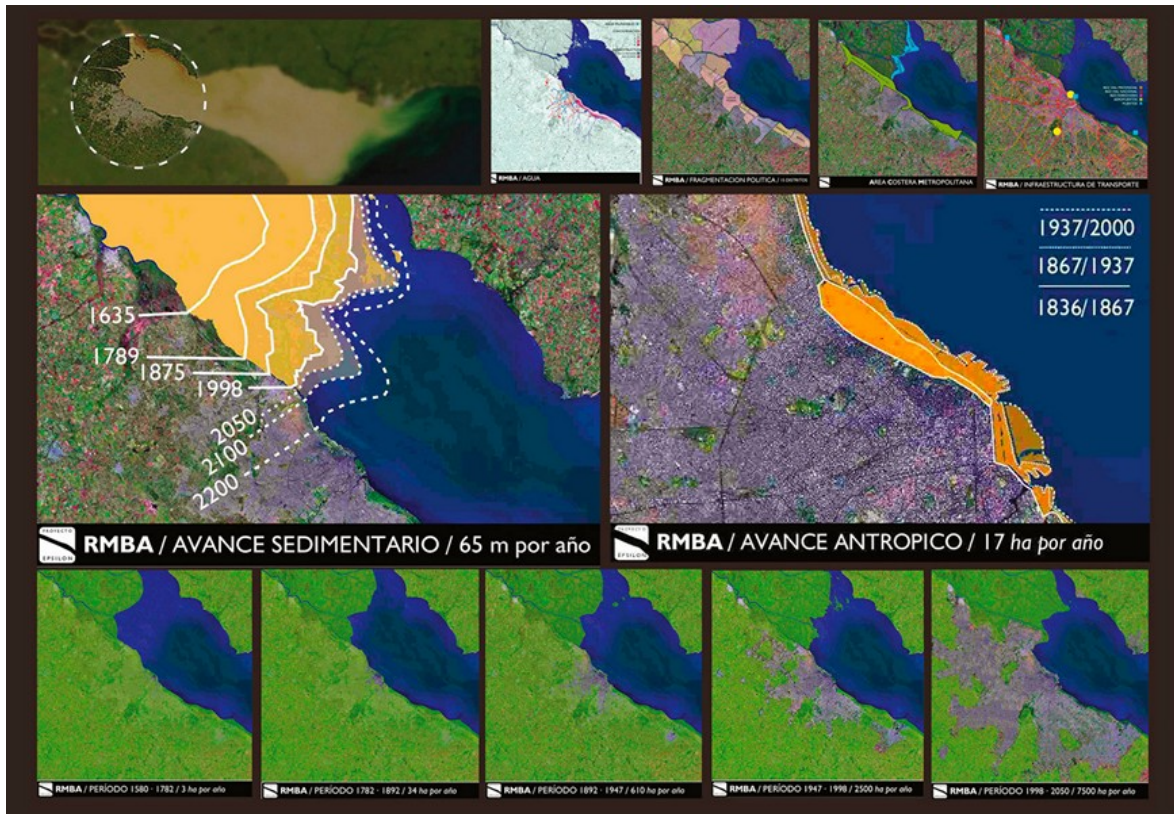 RMBA / AGUA
RMBA / FRAGMENTACION POLITICA /
AREA COSTERA METROPOLITANA
RMBA / INFRAESTRUCTURA DE TRANSPORTE
1635
1789
1875
1998
2050
2100
2200
PROYECTO
EPSILON
RMBA / AVANCE SEDIMENTARIO / 65 m por año
1937/2000
1867/1937
1836/1867
PROYECTO
EPSILON
RMBA / AVANCE ANTROPICO / 17 ha por año
RMBA / PERÍODO 1580 - 1782 / 3 ha por año
RMBA / PERÍODO 1782 - 1892 / 34 ha por año
RMBA / PERÍODO 1892 - 1947 / 610 ha por año
RMBA / PERÍODO 1947 - 1998 / 2500 ha por año
RMBA / PERÍODO 1998 - 2050 / 7500 ha por año